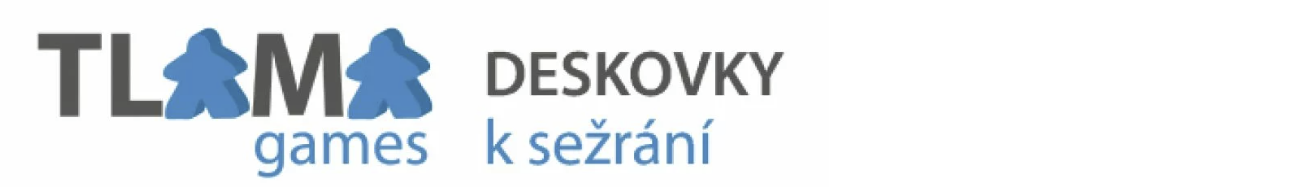 TLAMA
games
DESKOVKY
k sežrání